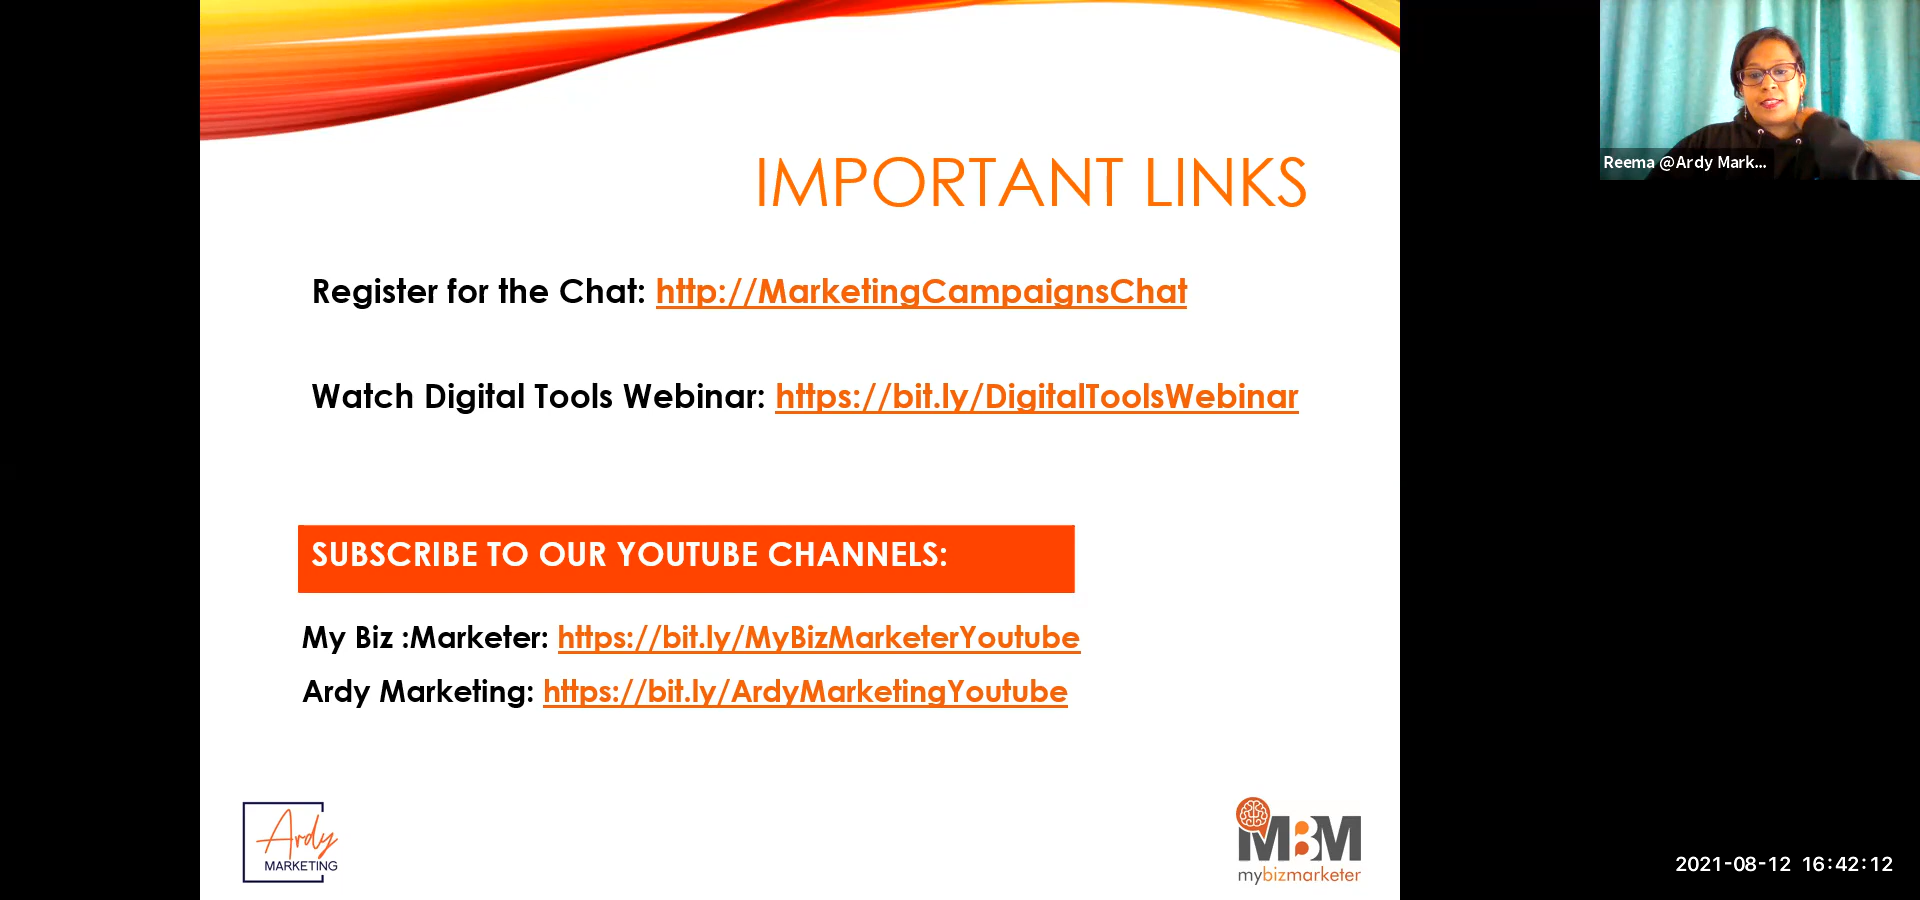 IMPORTANT LINKS
Register for the Chat: http://MarketingCampaignsChat
Watch Digital Tools Webinar: https://bit.ly/DigitalToolsWebinar
SUBSCRIBE TO OUR YOUTUBE CHANNELS:
My Biz :Marketer: https://bit.ly/MyBizMarketerYoutube
Ardy Marketing: https://bit.ly/ArdyMarketingYoutube
Ardy
MARKETING
MBM
mybizmarketer
Reema @Ardy Mark...
2021-08-12 16:42:12